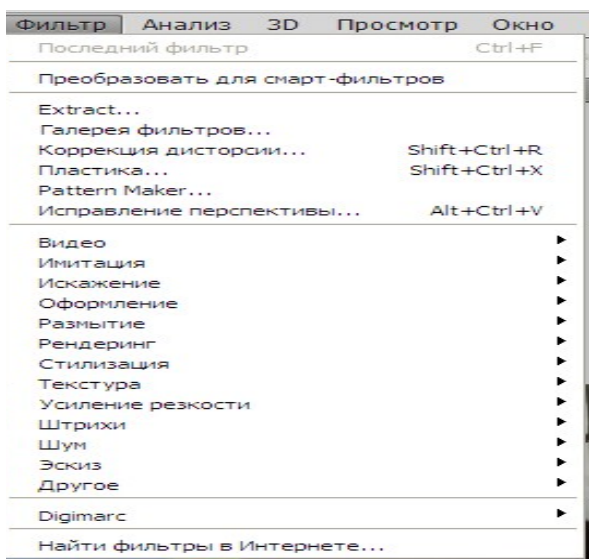 Фильтр Анализ 3D Просмотр Окно
Последний фильтр Ctrl+F
Преобразовать для смарт-фильтров
Extract...
Галерея фильтров...
Коррекция дисторсии... Shift+Ctrl+R
Пластика... Shift+Ctrl+X
Pattern Maker...
Исправление перспективы... Alt+Ctrl+V
Видео
Имитация
Искажение
Оформление
Размытие
Рендеринг
Стилизация
Текстура
Усиление резкости
Штрихи
Шум
Эскиз
Другое
Digimarc
Найти фильтры в Интернете...